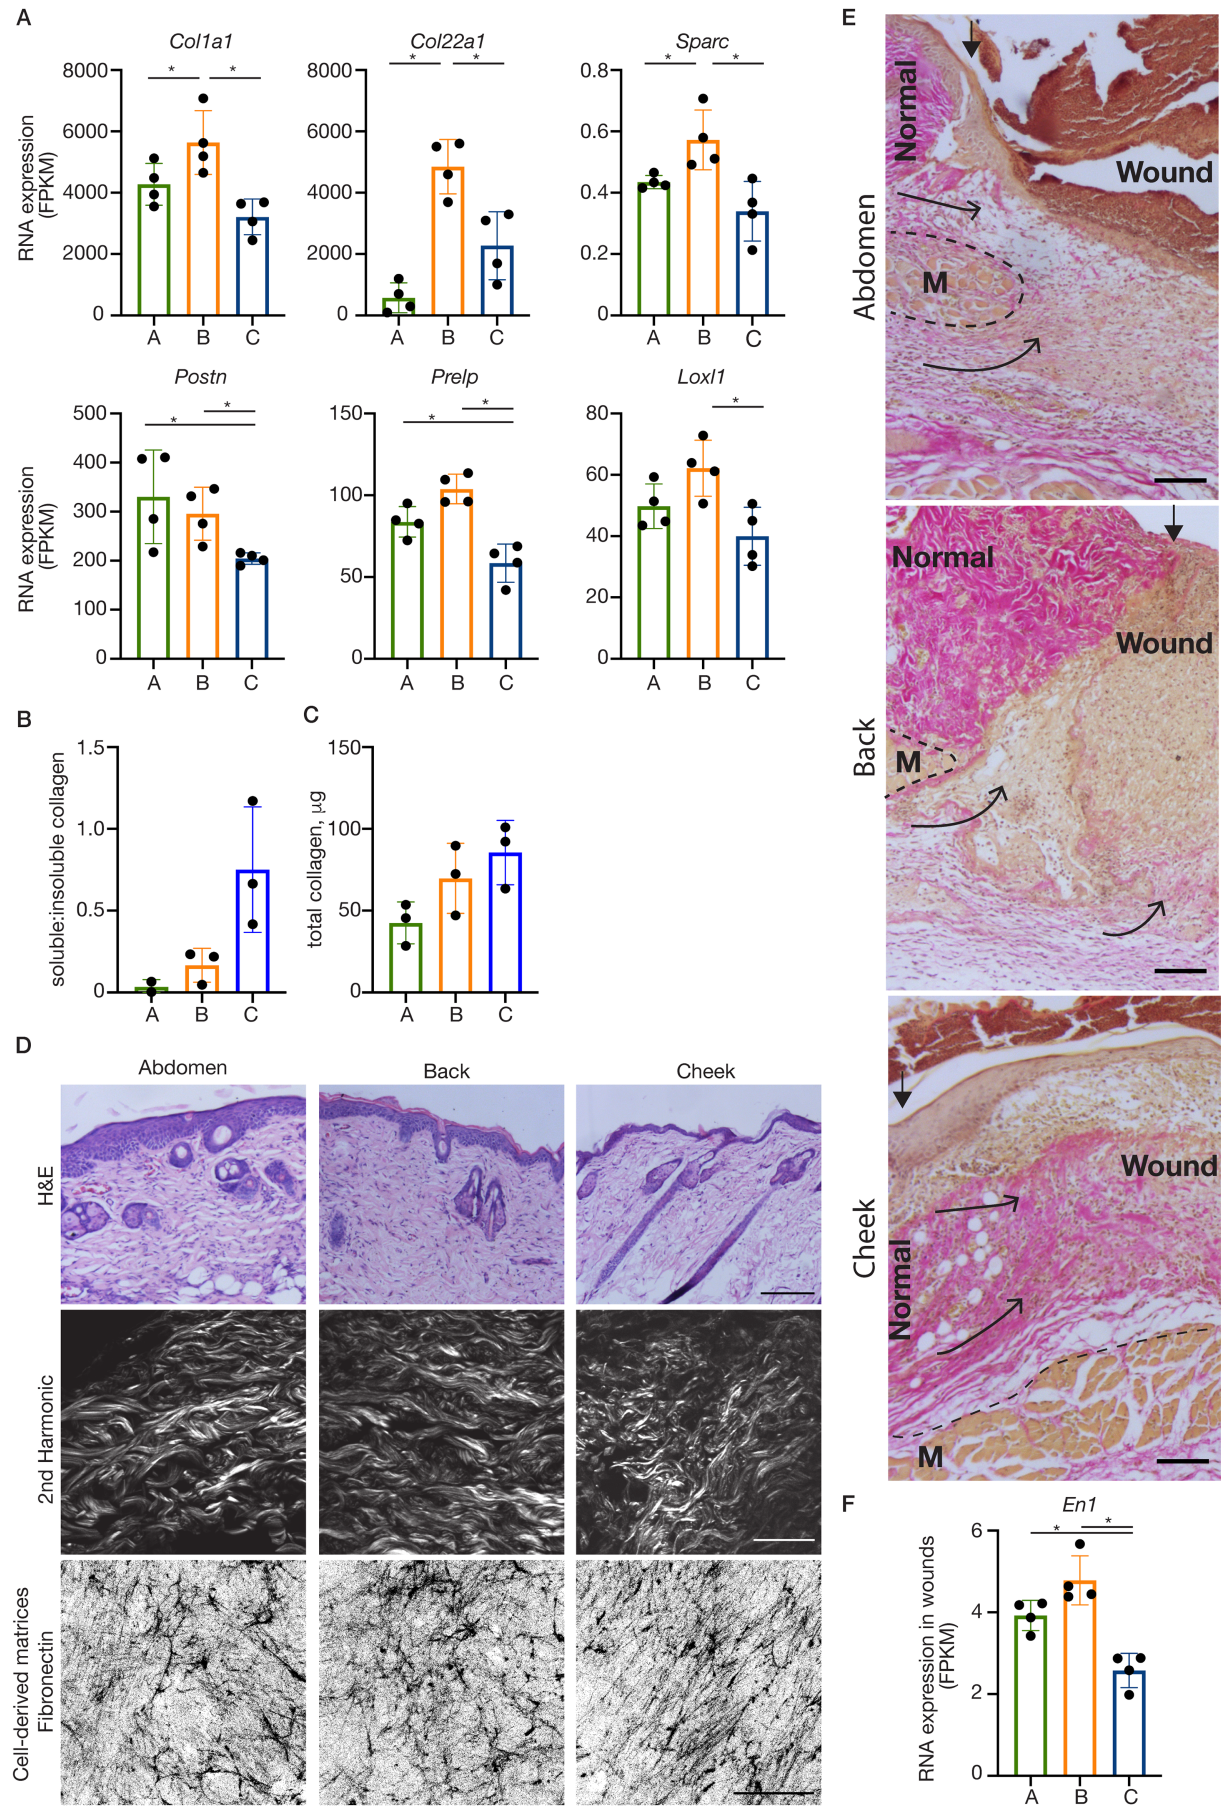 A
Col1a1
RNA expression
(FPKM)
8000
6000
4000
2000
0
*
*
A B C
Col22a1
8000
6000
4000
2000
0
*
*
A B C
Sparc
0.8
0.6
0.4
0.2
0
*
*
A B C
Postn
RNA expression
(FPKM)
500
400
300
200
100
0
*
*
A B C
Prelp
150
100
50
0
*
*
A B C
Loxl1
80
60
40
20
0
*
A B C
B
soluble:insoluble collagen
1.5
1.0
0.5
0
A B C
C
total collagen, µg
150
100
50
0
A B C
D
Abdomen Back Cheek
H&E
2nd Harmonic
Cell-derived matrices
Fibronectin
E
Abdomen
Normal
Wound
M
Back
Normal
Wound
M
Cheek
Wound
Normal
M
F
En1
RNA expression in wounds
(FPKM)
6
4
2
0
*
*
A B C